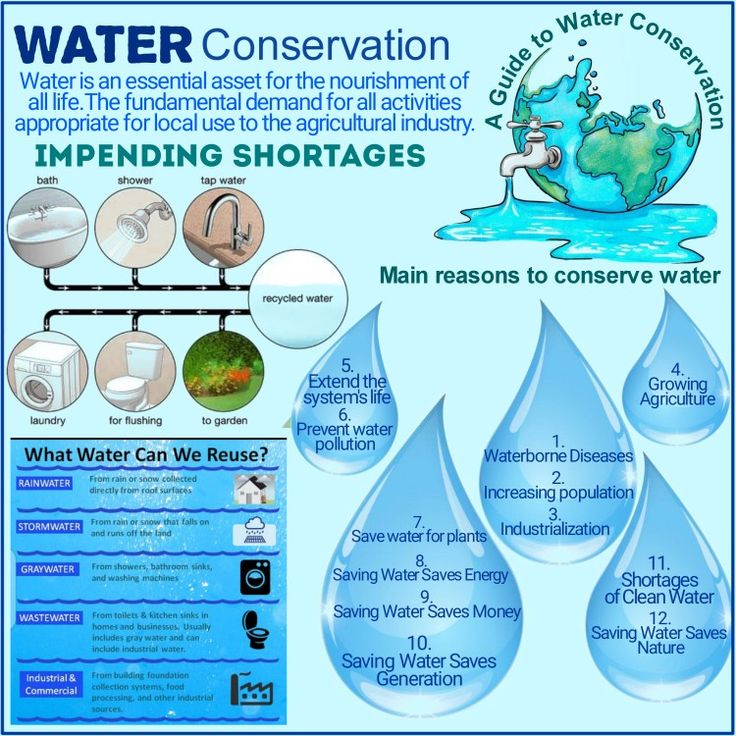 WATER Conservation
Water is an essential asset for the nourishment of
all life.The fundamental demand for all activities
appropriate for local use to the agricultural industry.
IMPENDING SHORTAGES
A Guide to Water Conservation
bath
shower
tap water
recycled water
laundry
for flushing
to garden
Main reasons to conserve water
5.
Extend the
system's life
6.
Prevent water
pollution
1.
Waterborne Diseases
2.
Increasing population
3.
Industrialization
4.
Growing
Agriculture
7.
Save water for plants
8.
Saving Water Saves Energy
9.
Saving Water Saves Money
10.
Saving Water Saves
Generation
11.
Shortages
of Clean Water
12.
Saving Water Saves
Nature
What Water Can We Reuse?
RAINWATER
From rain or snow collected
directly from roof surfaces
STORMWATER
From rain or snow that falls on
and runs off the land
GRAYWATER
From showers, bathroom sinks,
and washing machines
WASTEWATER
From toilets & kitchen sinks in
homes and businesses. Usually
includes gray water and can
include industrial water.
Industrial &
Commercial
From building foundation
collection systems, food
processing, and other industrial
sources.